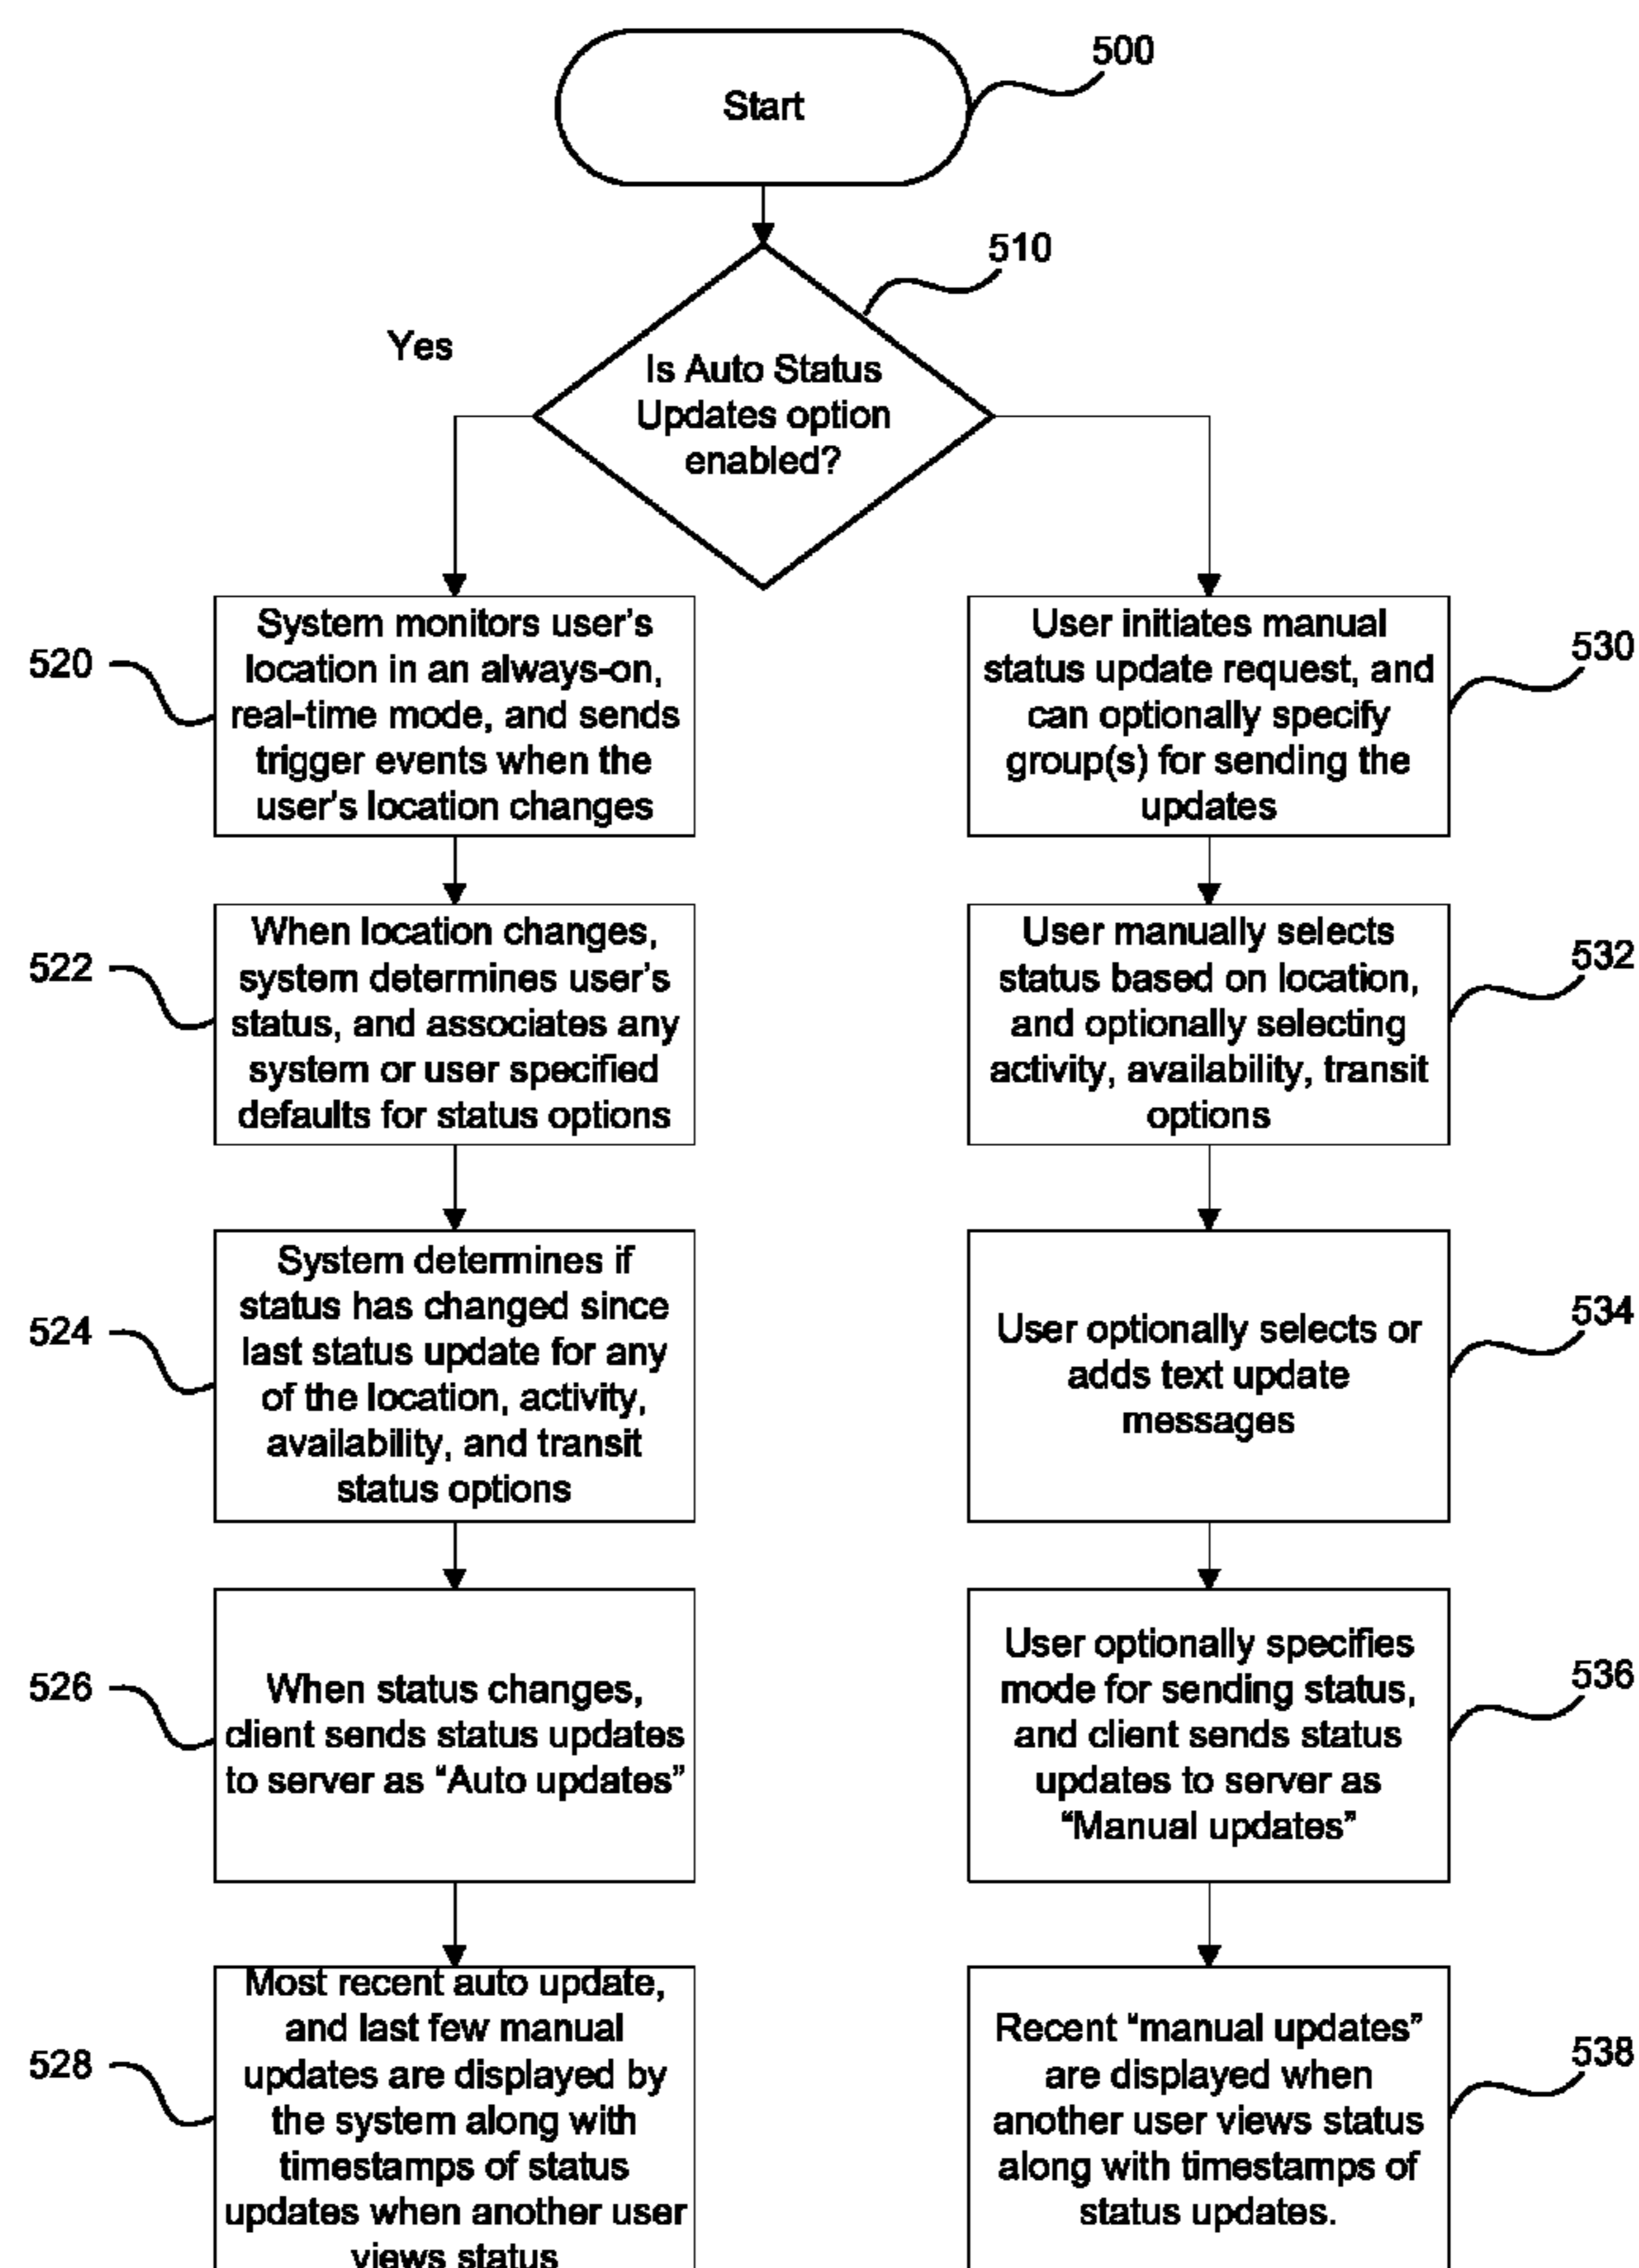 Start
500
510
Yes
Is Auto Status
Updates option
enabled?
520
System monitors user's
location in an always-on,
real-time mode, and sends
trigger events when the
user's location changes
User initiates manual
status update request, and
can optionally specify
group(s) for sending the
updates
530
522
When location changes,
system determines user's
status, and associates any
system or user specified
defaults for status options
User manually selects
status based on location,
and optionally selecting
activity, availability, transit
options
532
524
System determines if
status has changed since
last status update for any
of the location, activity,
availability, and transit
status options
User optionally selects or
adds text update
messages
534
526
When status changes,
client sends status updates
to server as “Auto updates”
User optionally specifies
mode for sending status,
and client sends status
updates to server as
“Manual updates”
536
528
Most recent auto update,
and last few manual
updates are displayed by
the system along with
timestamps of status
updates when another user
views status
Recent “manual updates”
are displayed when
another user views status
along with timestamps of
status updates.
538